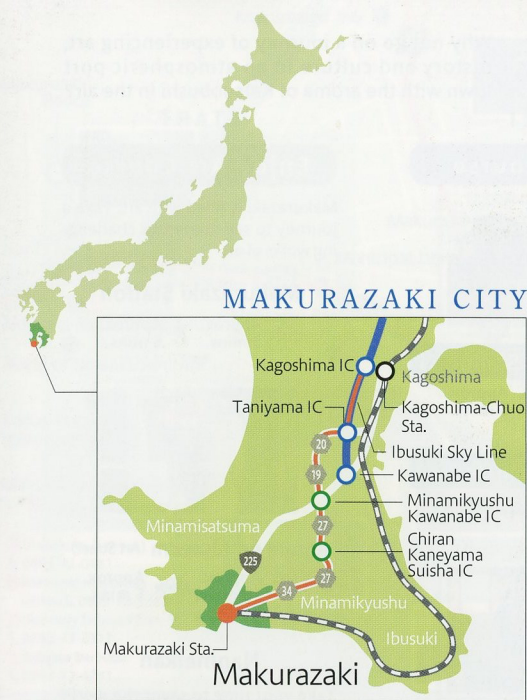 MAKURAZAKI CITY
Kagoshima IC
Kagoshima
Taniyama IC
Kagoshima-Chuo
Sta.
20
Ibusuki Sky Line
19
Kawanabe IC
Minamikyushu
Kawanabe IC
Minamisatsuma
27
Chiran
Kaneyama
Suisha IC
225
27
34
Minamikyushu
Ibusuki
Makurazaki Sta.
Makurazaki